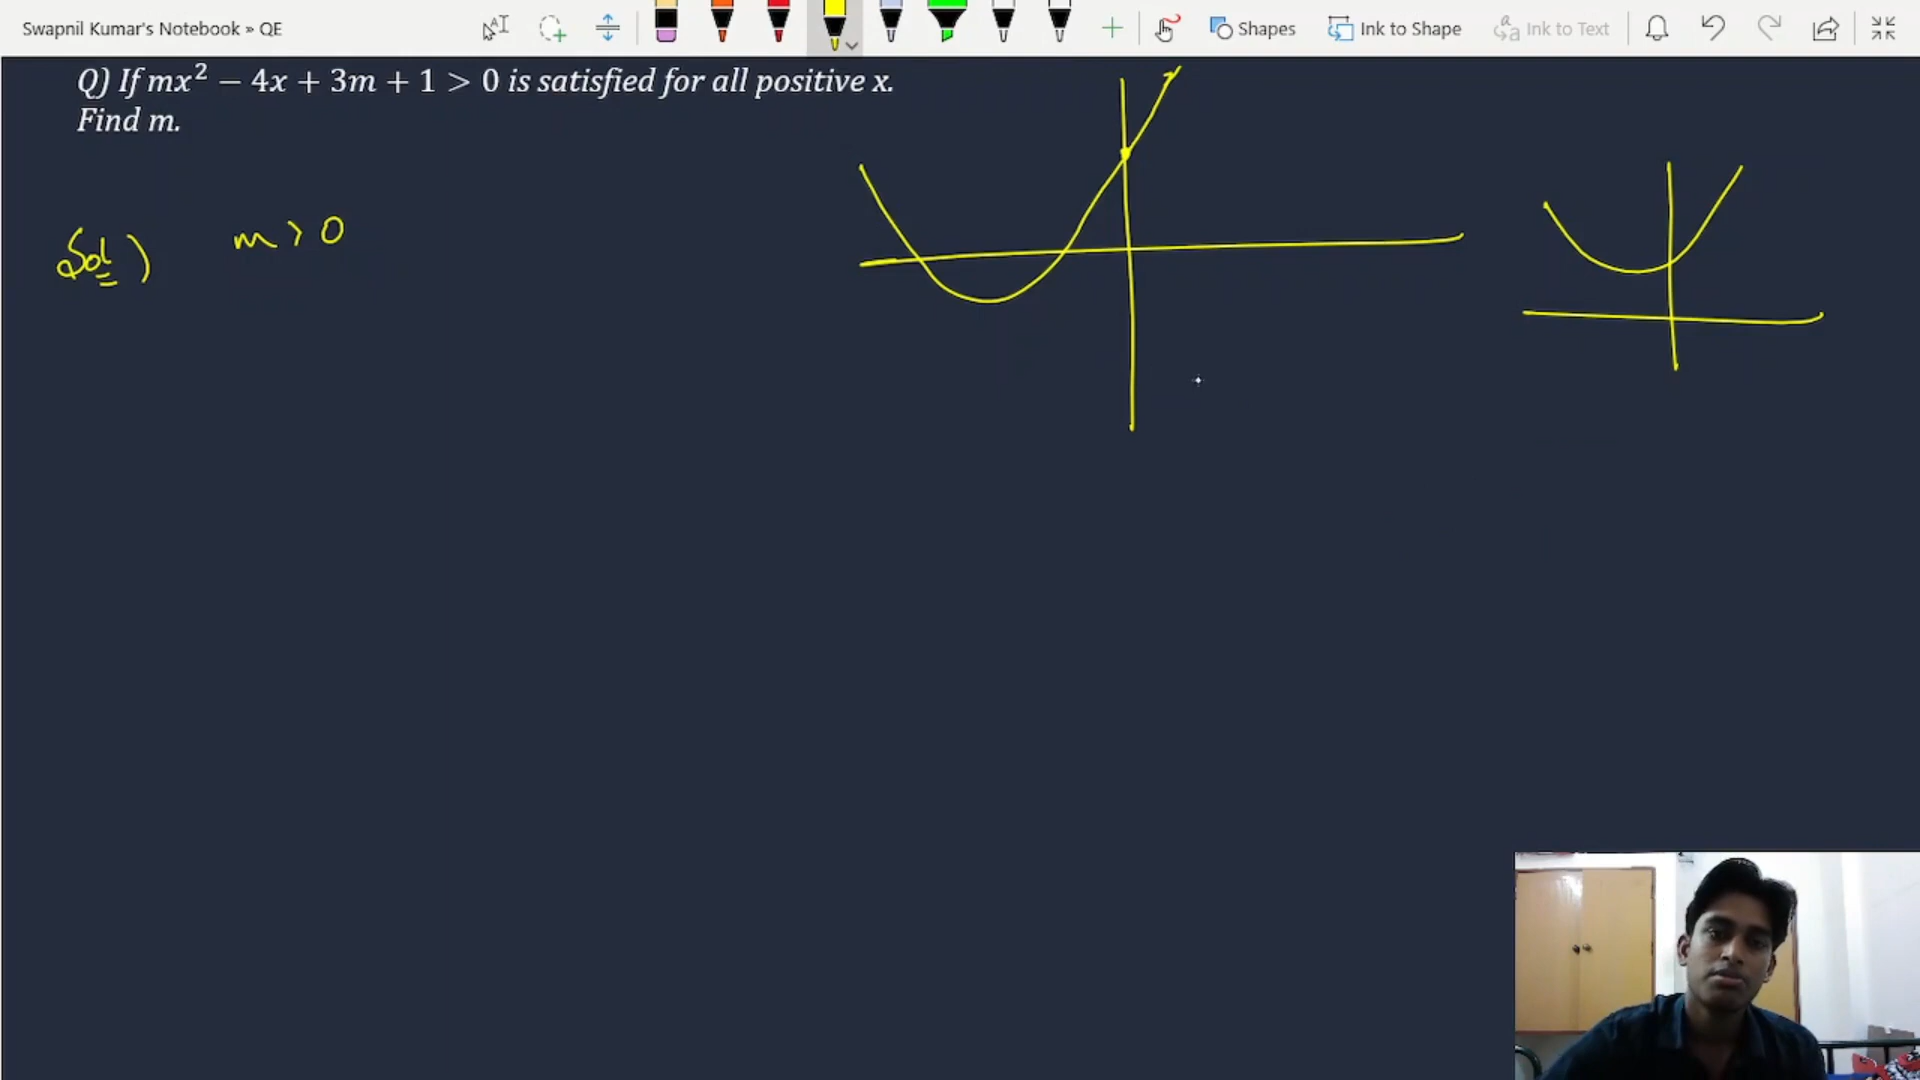 Swapnil Kumar's Notebook » QE
Shapes
Ink to Shape
Ink to Text
Q) If mx² − 4x + 3m + 1 > 0 is satisfied for all positive x.
Find m.
Sol) m > 0